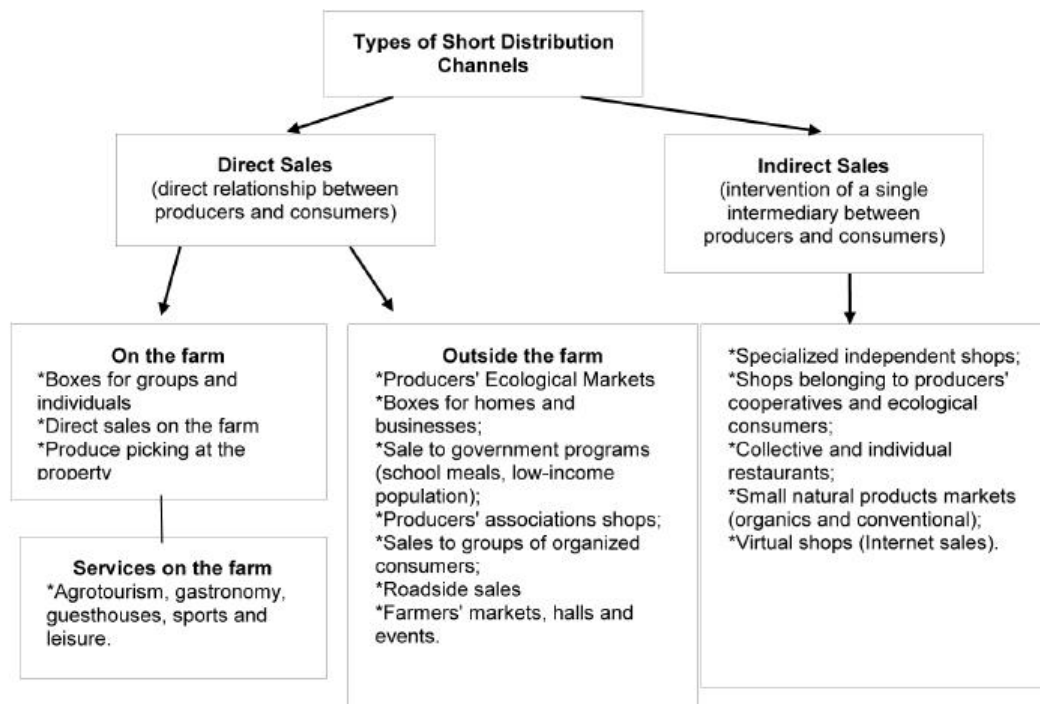 Types of Short Distribution
Channels
Direct Sales
(direct relationship between
producers and consumers)
Indirect Sales
(intervention of a single
intermediary between
producers and consumers)
On the farm
*Boxes for groups and
individuals
*Direct sales on the farm
*Produce picking at the
property
Services on the farm
*Agrotourism, gastronomy,
guesthouses, sports and
leisure.
Outside the farm
*Producers' Ecological Markets
*Boxes for homes and
businesses;
*Sale to government programs
(school meals, low-income
population);
*Producers' associations shops;
*Sales to groups of organized
consumers;
*Roadside sales
*Farmers' markets, halls and
events.
*Specialized independent shops;
*Shops belonging to producers'
cooperatives and ecological
consumers;
*Collective and individual
restaurants;
*Small natural products markets
(organics and conventional);
*Virtual shops (Internet sales).